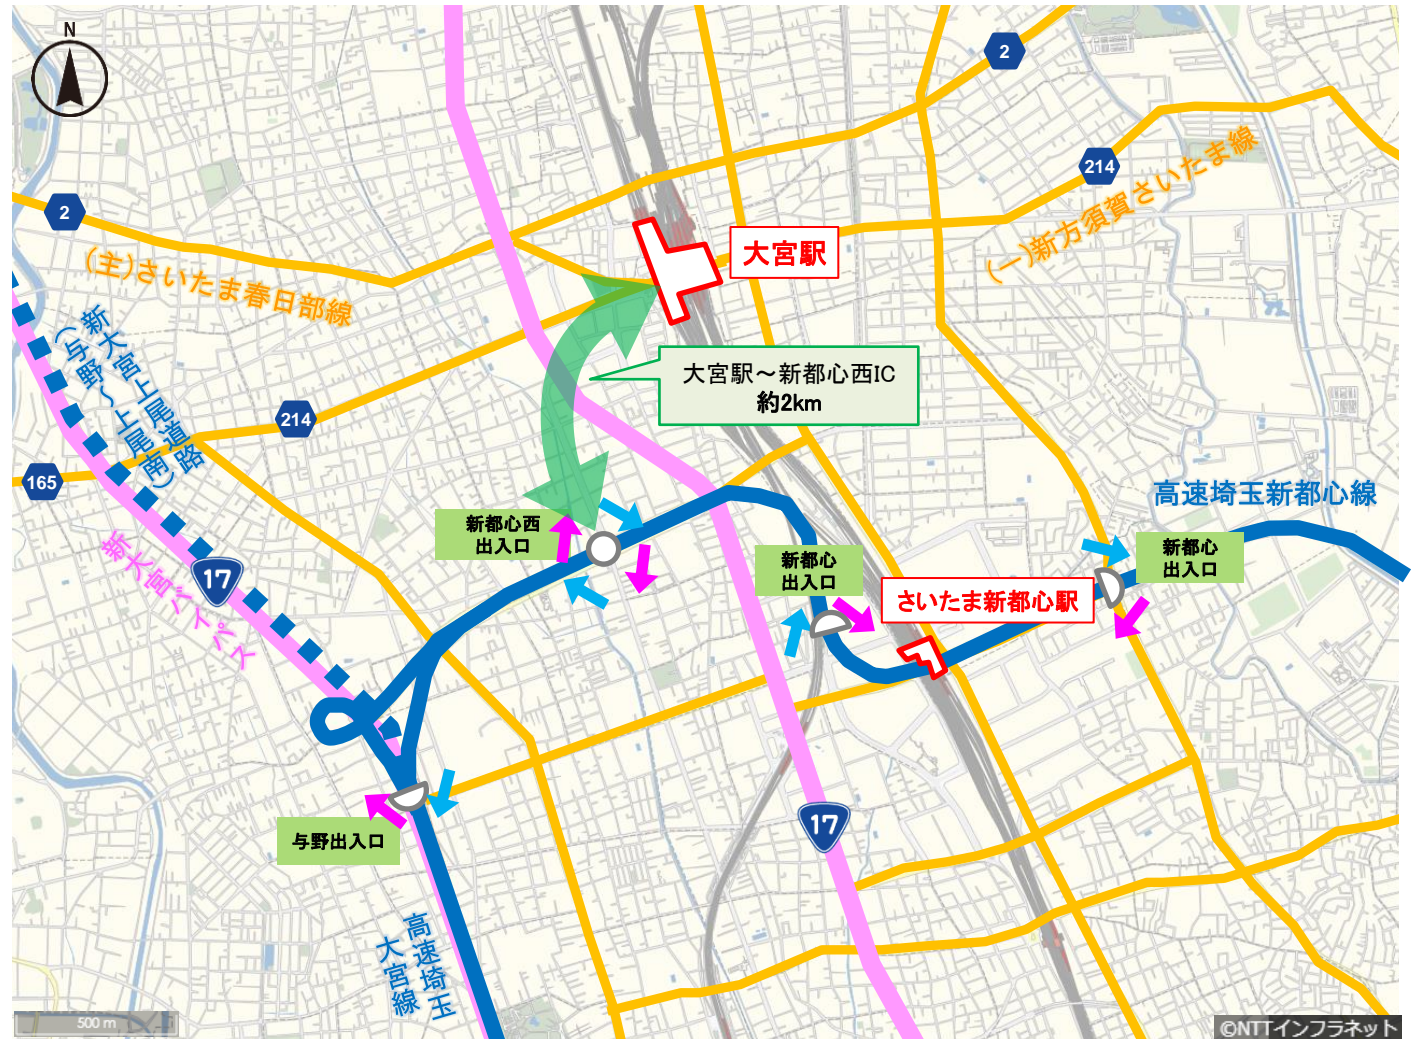 N
2
2
214
(一)新方須賀さいたま線
大宮駅
(主)さいたま春日部線
新大宮上尾道路
(与野~上尾南)
大宮駅~新都心西IC
約2km
214
165
高速埼玉新都心線
新都心西
出入口
新都心
出入口
新都心
出入口
17
新大宮バイパス
さいたま新都心駅
17
与野出入口
高速埼玉
大宮線
500 m
©NTTインフラネット